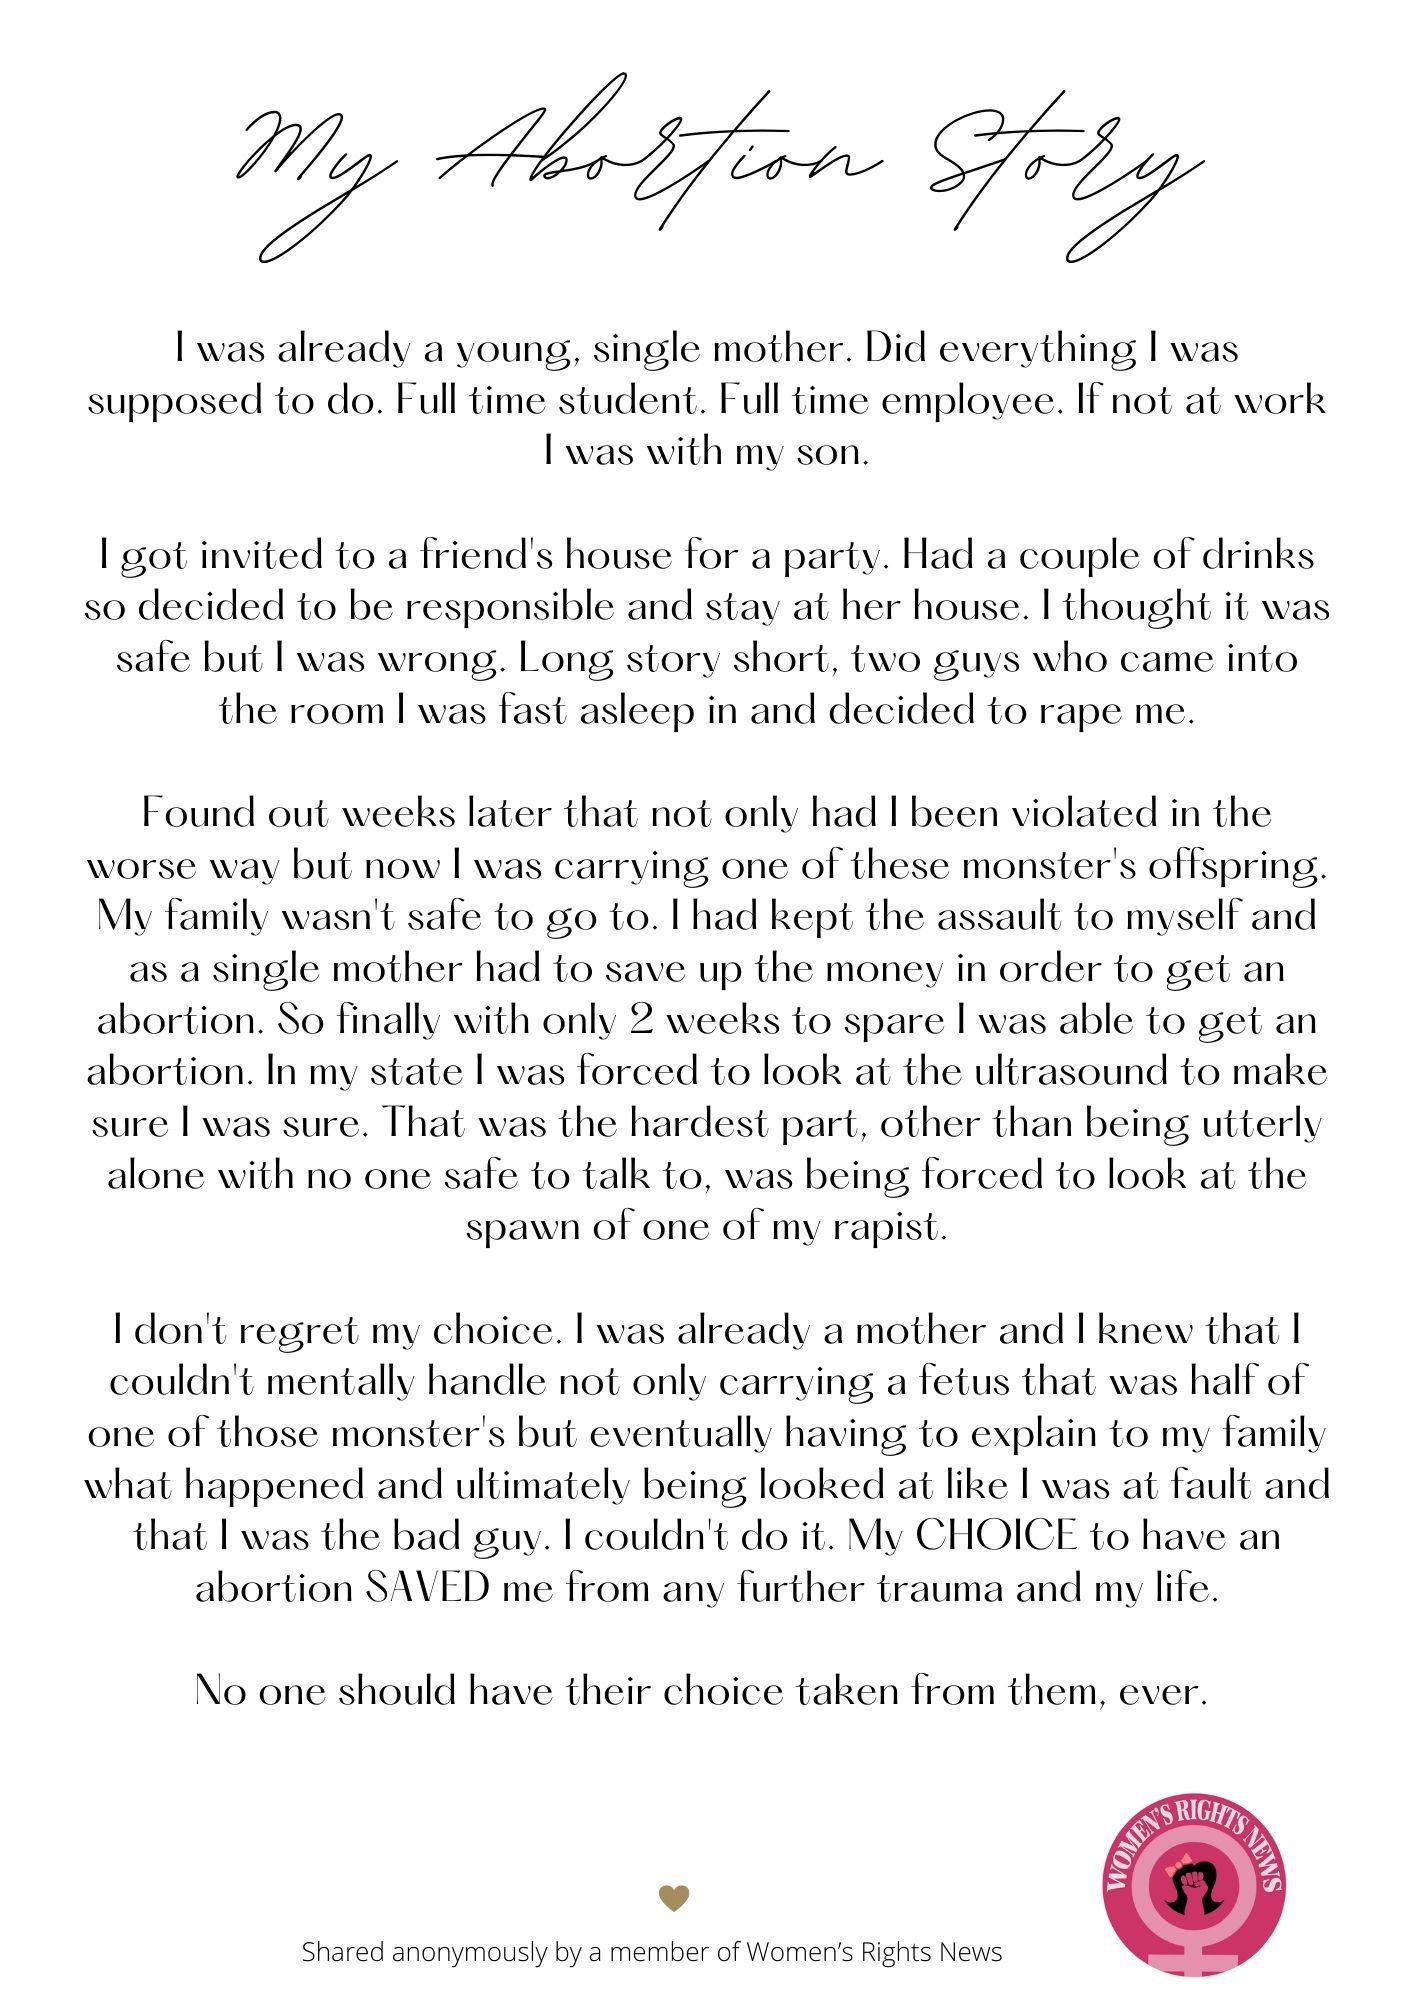 My Abortion Story
I was already a young, single mother. Did everything I was
supposed to do. Full time student. Full time employee. If not at work
I was with my son.
I got invited to a friend's house for a party. Had a couple of drinks
so decided to be responsible and stay at her house. I thought it was
safe but I was wrong. Long story short, two guys who came into
the room I was fast asleep in and decided to rape me.
Found out weeks later that not only had I been violated in the
worse way but now I was carrying one of these monster's offspring.
My family wasn't safe to go to. I had kept the assault to myself and
as a single mother had to save up the money in order to get an
abortion. So finally with only 2 weeks to spare I was able to get an
abortion. In my state I was forced to look at the ultrasound to make
sure I was sure. That was the hardest part, other than being utterly
alone with no one safe to talk to, was being forced to look at the
spawn of one of my rapist.
I don't regret my choice. I was already a mother and I knew that I
couldn't mentally handle not only carrying a fetus that was half of
one of those monster's but eventually having to explain to my family
what happened and ultimately being looked at like I was at fault and
that I was the bad guy. I couldn't do it. My CHOICE to have an
abortion SAVED me from any further trauma and my life.
No one should have their choice taken from them, ever.
WOMEN'S RIGHTS NEWS
Shared anonymously by a member of Women’s Rights News